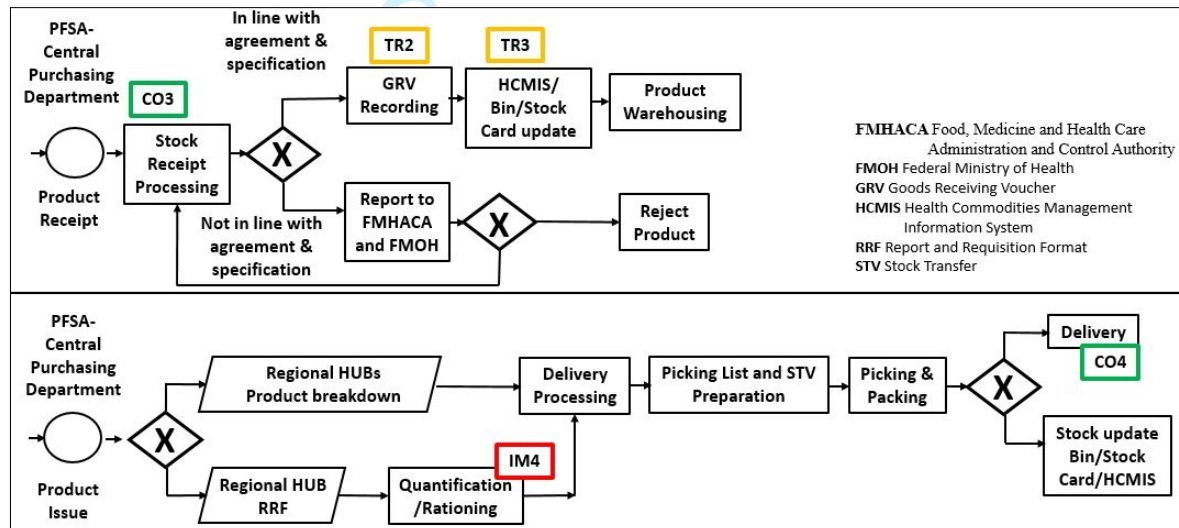 PFSA-
Central
Purchasing
Department
Product
Receipt
CO3
Stock
Receipt
Processing
In line with
agreement &
specification
X
Not in line with
agreement &
specification
TR2
GRV
Recording
TR3
HCMIS/
Bin/Stock
Card update
Product
Warehousing
Report to
FMHACA
and FMOH
X
Reject
Product
FMHACA Food, Medicine and Health Care
Administration and Control Authority
FMOH Federal Ministry of Health
GRV Goods Receiving Voucher
HCMIS Health Commodities Management
Information System
RRF Report and Requisition Format
STV Stock Transfer
PFSA-
Central
Purchasing
Department
Product
Issue
X
Regional HUBs
Product breakdown
Regional HUB
RRF
IM4
Quantification
/Rationing
Delivery
Processing
Picking List and STV
Preparation
Picking &
Packing
X
Delivery
CO4
Stock update
Bin/Stock
Card/HCMIS